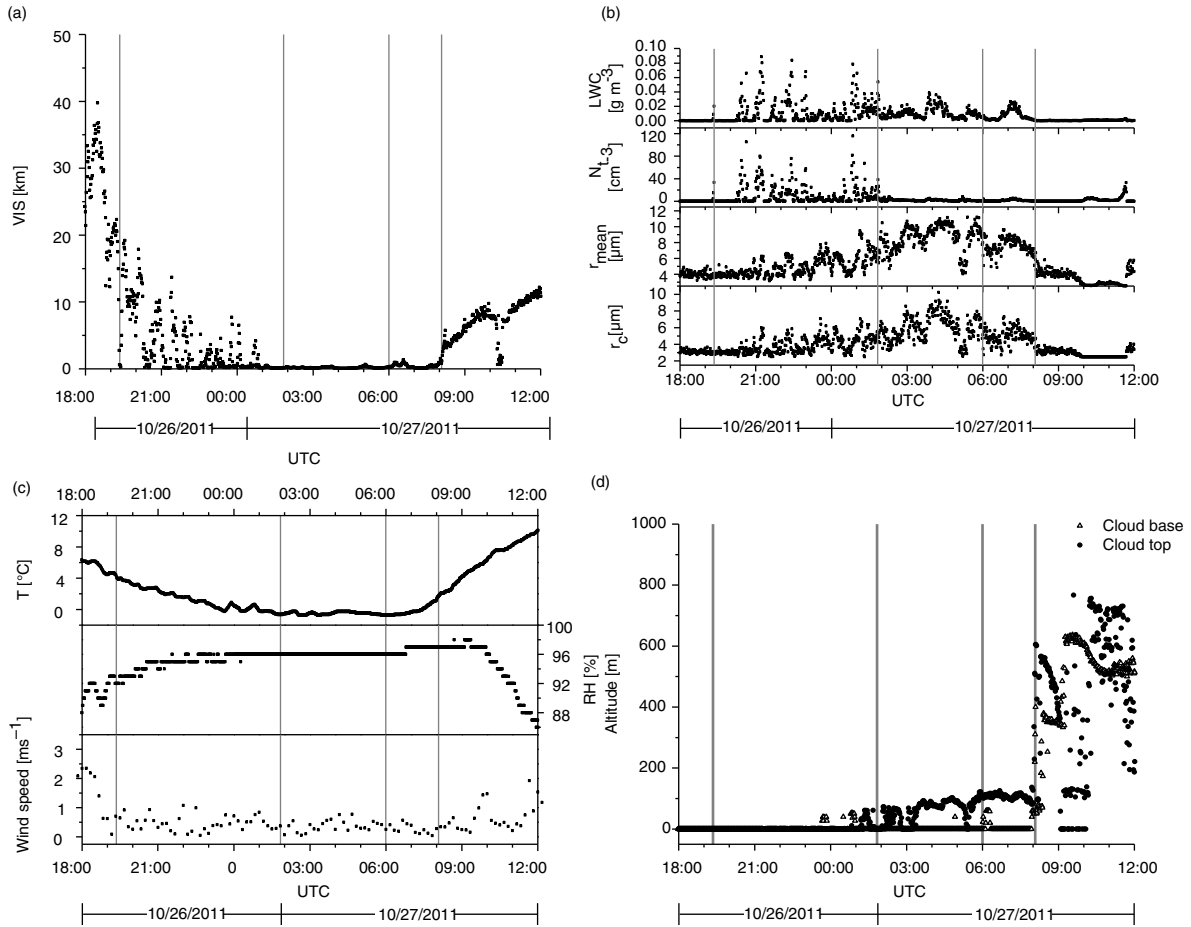 (a)
VIS [km]
50
40
30
20
10
0
18:00 21:00 00:00 03:00 06:00 09:00 12:00
10/26/2011 10/27/2011
UTC
(b)
LWC [g m-3]
0.10
0.08
0.06
0.04
0.02
0.00
Nt-3 [cm
120
80
40
0
rmean [µm]
12
10
8
6
4
rc[µm]
10
8
6
4
2
18:00 21:00 00:00 03:00 06:00 09:00 12:00
UTC
10/26/2011 10/27/2011
(c)
18:00 21:00 00:00 03:00 06:00 09:00 12:00
T [°C]
12
8
4
0
RH [%]
100
96
92
88
Wind speed [ms−1]
3
2
1
0
18:00 21:00 0 03:00 06:00 09:00 12:00
UTC
10/26/2011 10/27/2011
(d)
Altitude [m]
1000
800
600
400
200
0
Cloud base
Cloud top
18:00 21:00 00:00 03:00 06:00 09:00 12:00
UTC
10/26/2011 10/27/2011